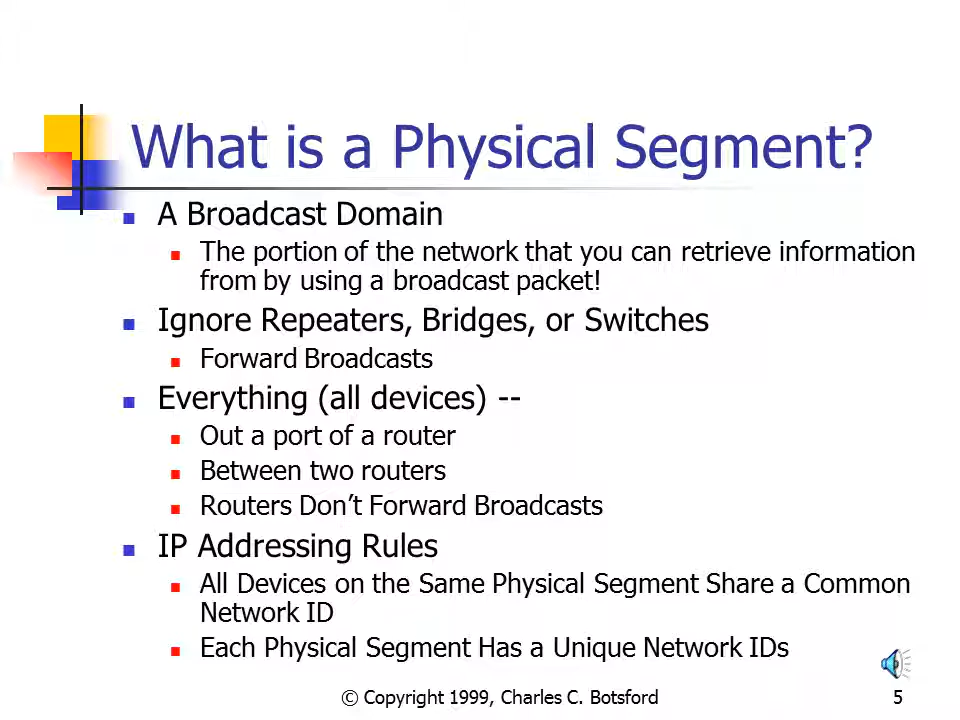 What is a Physical Segment?
A Broadcast Domain
The portion of the network that you can retrieve information
from by using a broadcast packet!
Ignore Repeaters, Bridges, or Switches
Forward Broadcasts
Everything (all devices) --
Out a port of a router
Between two routers
Routers Don’t Forward Broadcasts
IP Addressing Rules
All Devices on the Same Physical Segment Share a Common
Network ID
Each Physical Segment Has a Unique Network IDs
© Copyright 1999, Charles C. Botsford
5